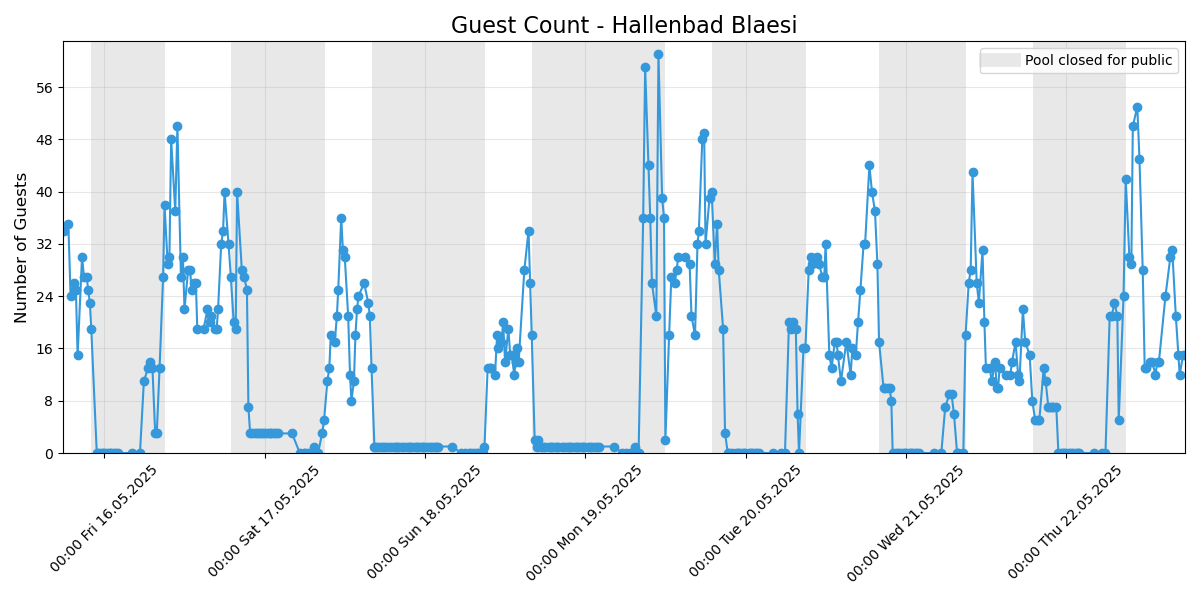 Guest Count - Hallenbad Blaesi
Pool closed for public
Number of Guests
56
48
40
32
24
16
8
0
00:00 Fri 16.05.2025
00:00 Sat 17.05.2025
00:00 Sun 18.05.2025
00:00 Mon 19.05.2025
00:00 Tue 20.05.2025
00:00 Wed 21.05.2025
00:00 Thu 22.05.2025